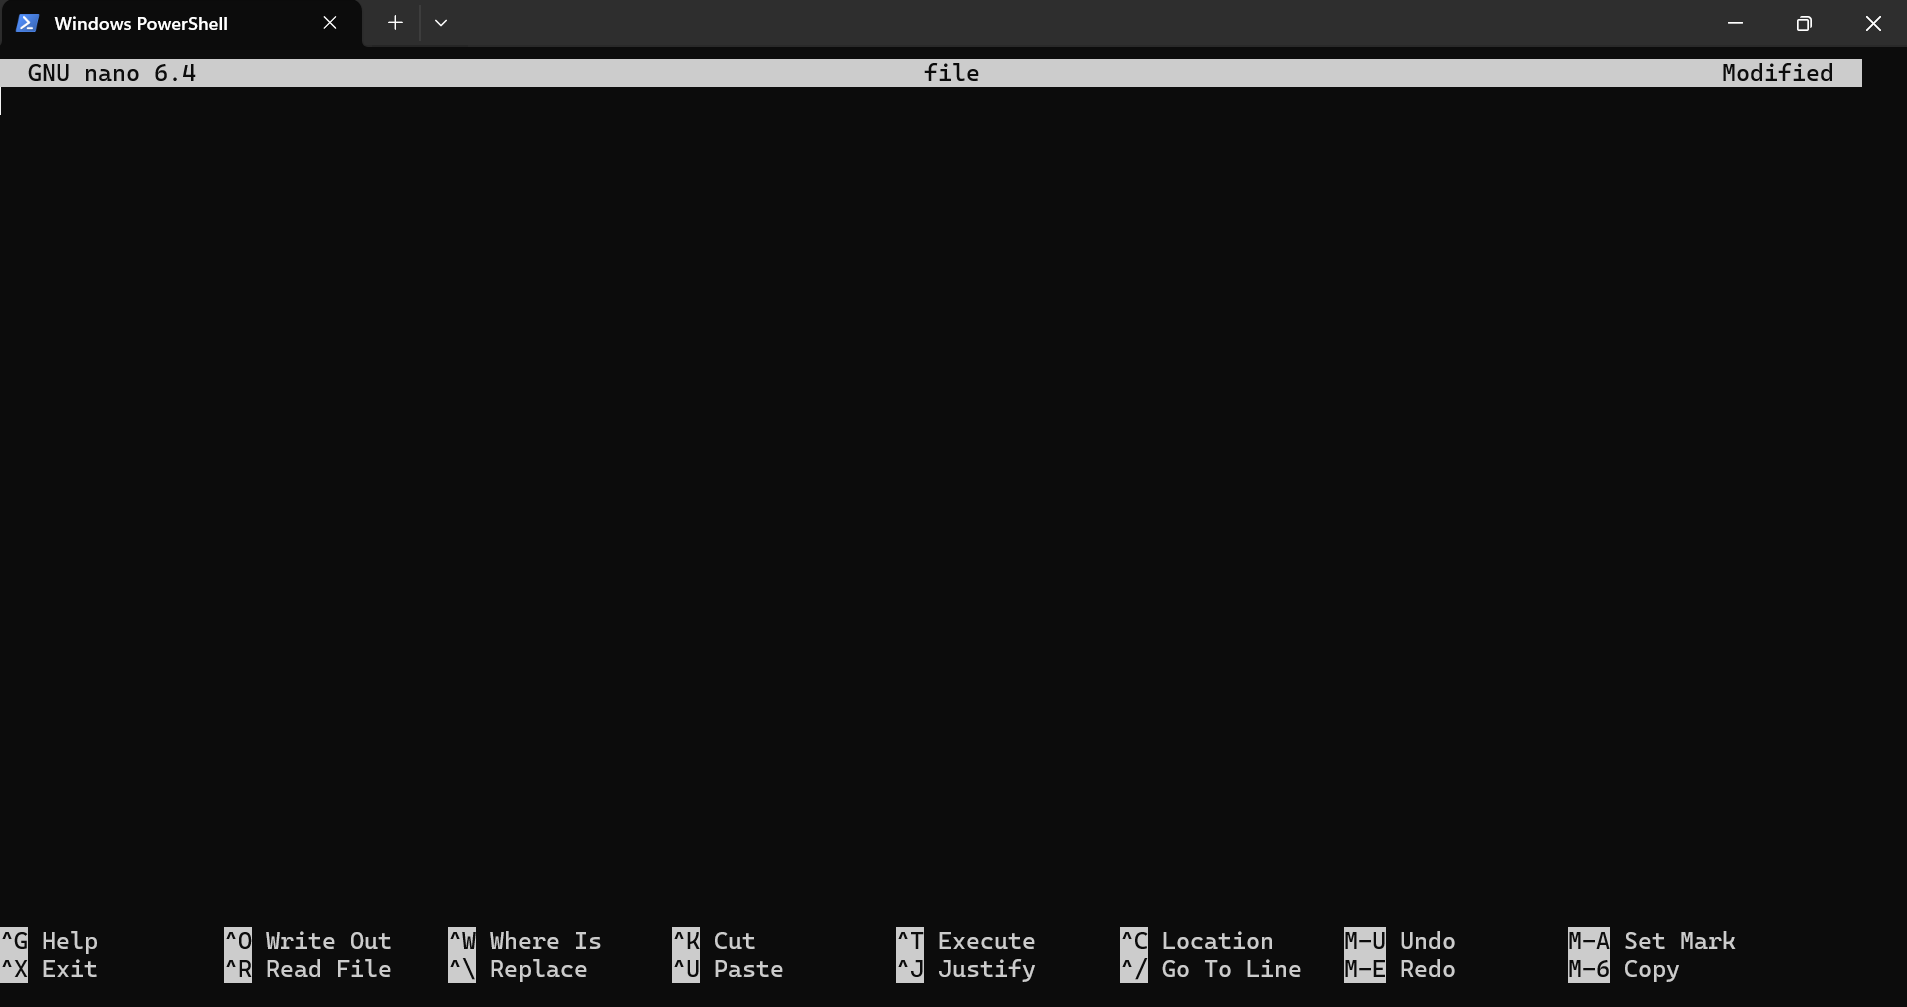 Windows PowerShell
GNU nano 6.4 file Modified
^G Help ^O Write Out ^W Where Is ^K Cut ^T Execute ^C Location M-U Undo M-A Set Mark
^X Exit ^R Read File ^\ Replace ^U Paste ^J Justify ^/ Go To Line M-E Redo M-6 Copy